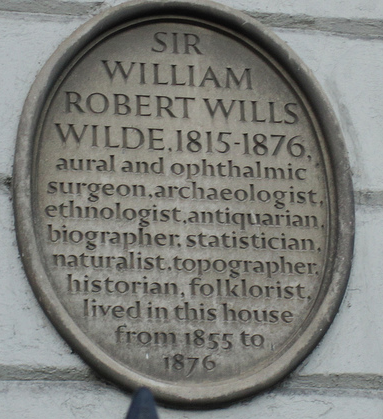 SIR
WILLIAM
ROBERT WILLS
WILDE, 1815-1876,
aural and ophthalmic
surgeon, archaeologist,
ethnologist, antiquarian,
biographer, statistician,
naturalist, topographer,
historian, folklorist,
lived in this house
from 1855 to
1876